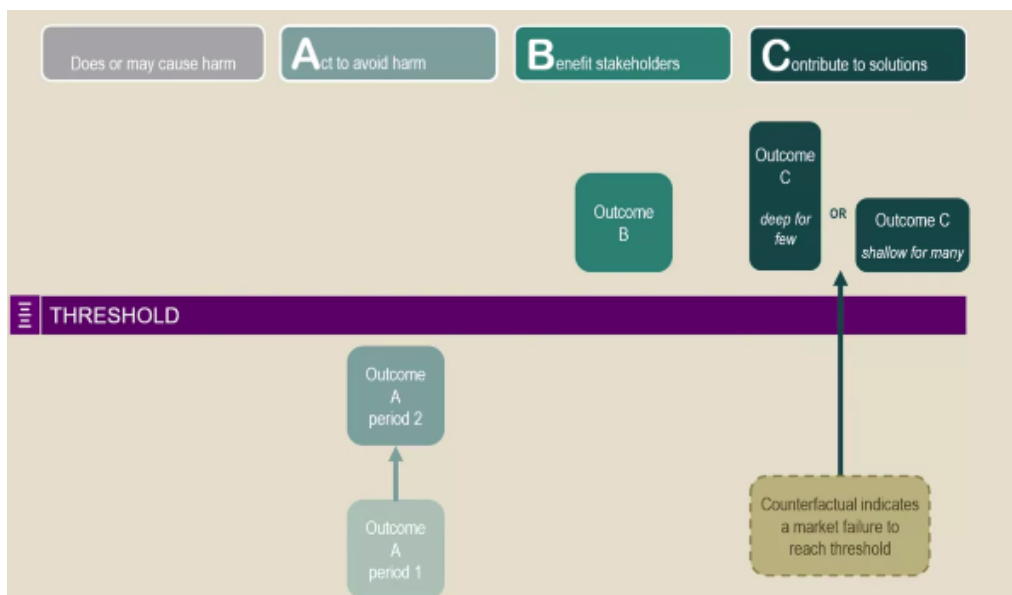 Does or may cause harm
Act to avoid harm
Benefit stakeholders
Contribute to solutions
Outcome
C
deep for
few
OR
Outcome C
shallow for many
Outcome
B
THRESHOLD
Outcome
A
period 2
Outcome
A
period 1
Counterfactual indicates
a market failure to
reach threshold